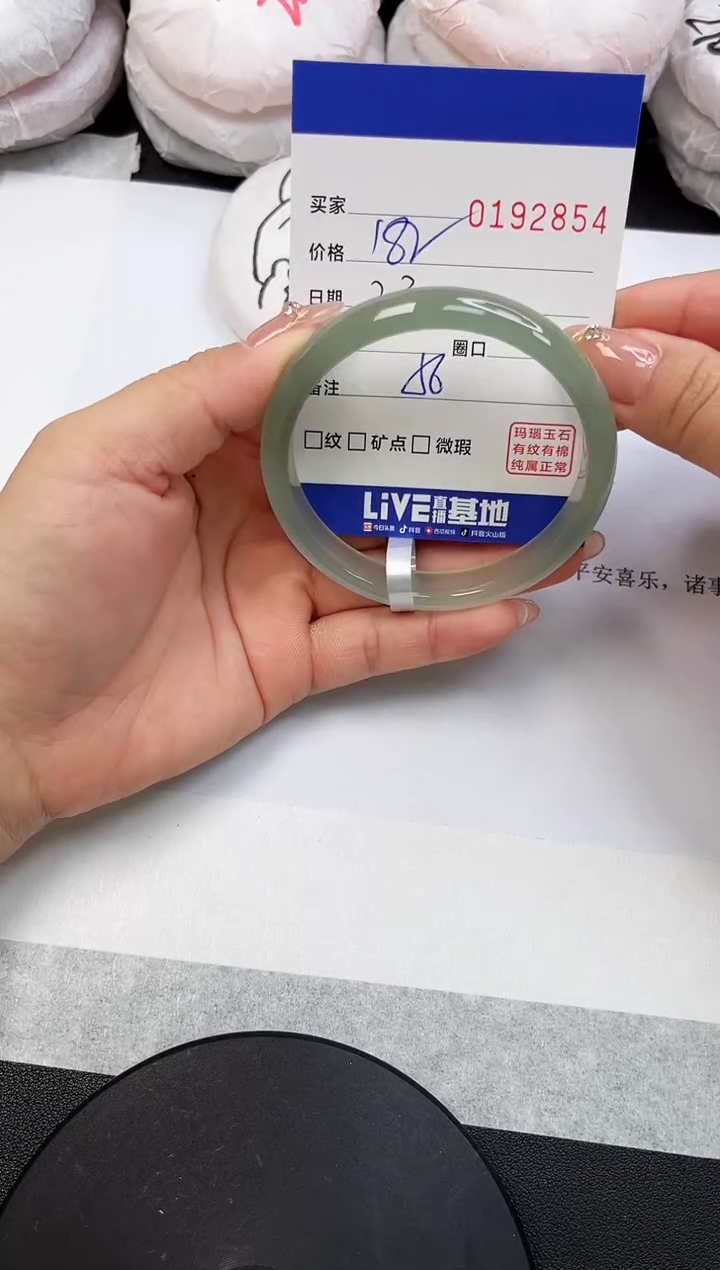 买家
0192854
价格
日期
圈口
备注 56
□纹 □矿点 □微瑕
玛瑙玉石
有纹有棉
纯属正常
LiVE直播基地
今日头条 抖音 西瓜视频 抖音火山版
平安喜乐，诸事